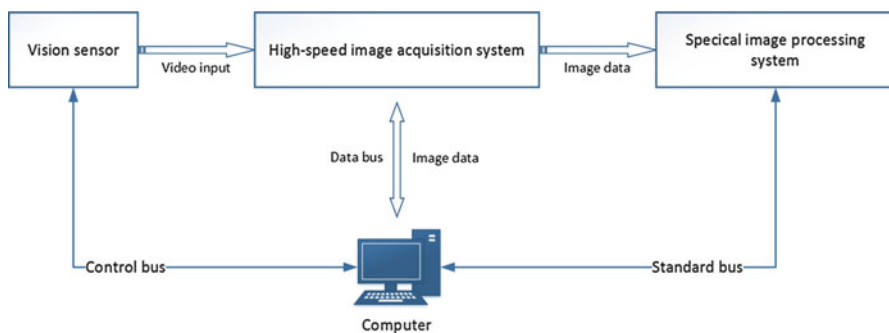 Vision sensor
Video input
High-speed image acquisition system
Image data
Specical image processing
system
Data bus
Image data
Control bus
Standard bus
Computer